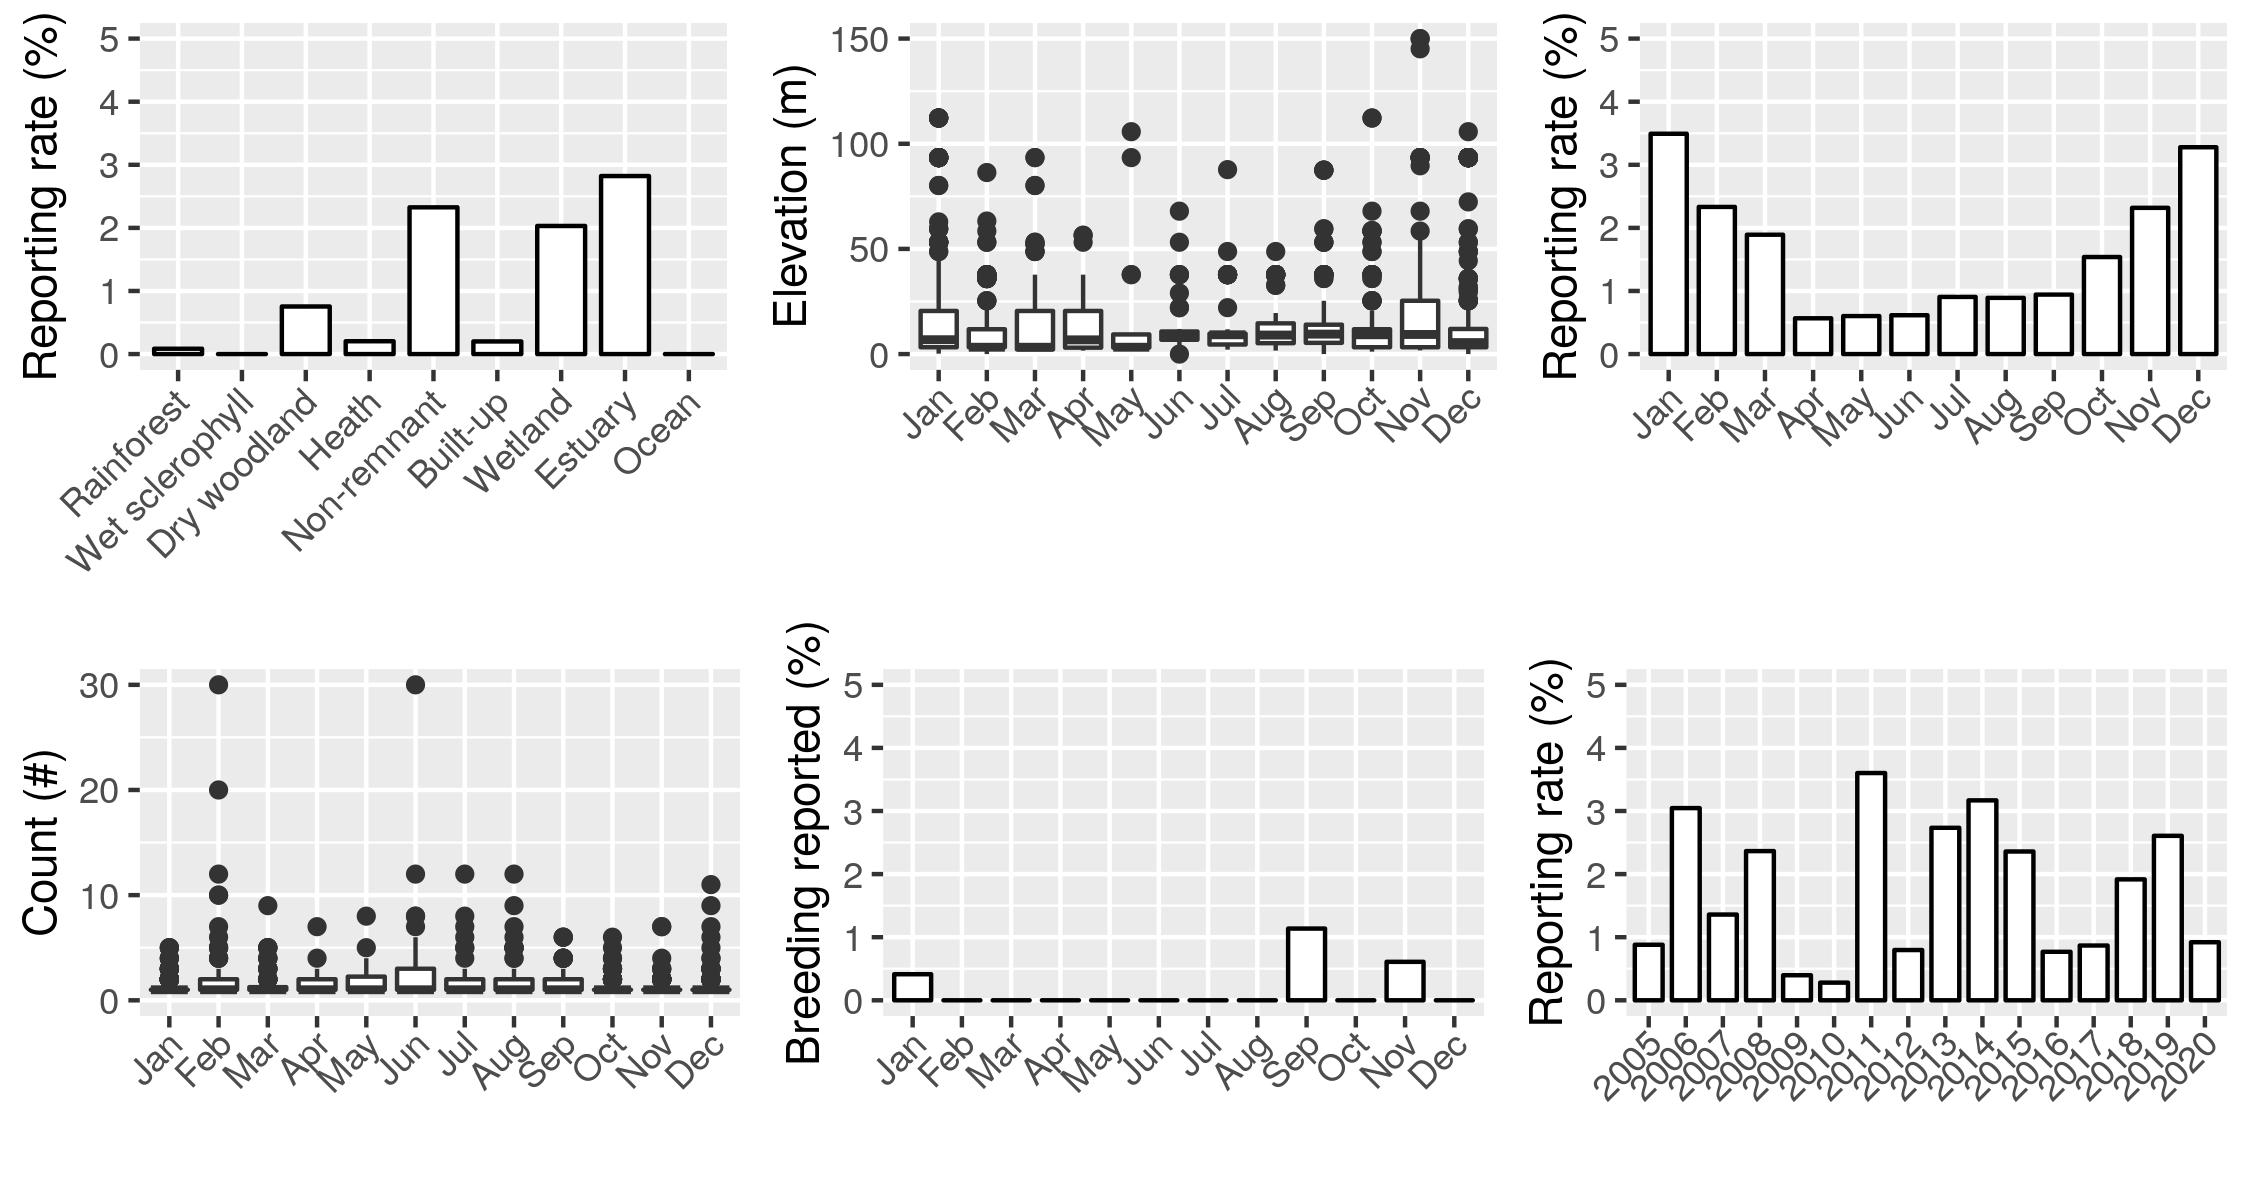 Reporting rate (%)
5
4
3
2
1
0
Rainforest
Wet sclerophyll
Dry woodland
Heath
Non-remnant
Built-up
Wetland
Estuary
Ocean
Elevation (m)
150
100
50
0
Jan
Feb
Mar
Apr
May
Jun
Jul
Aug
Sep
Oct
Nov
Dec
Reporting rate (%)
5
4
3
2
1
0
Jan
Feb
Mar
Apr
May
Jun
Jul
Aug
Sep
Oct
Nov
Dec
Count (#)
30
20
10
0
Jan
Feb
Mar
Apr
May
Jun
Jul
Aug
Sep
Oct
Nov
Dec
Breeding reported (%)
5
4
3
2
1
0
Jan
Feb
Mar
Apr
May
Jun
Jul
Aug
Sep
Oct
Nov
Dec
Reporting rate (%)
5
4
3
2
1
0
2005
2006
2007
2008
2009
2010
2011
2012
2013
2014
2015
2016
2017
2018
2019
2020